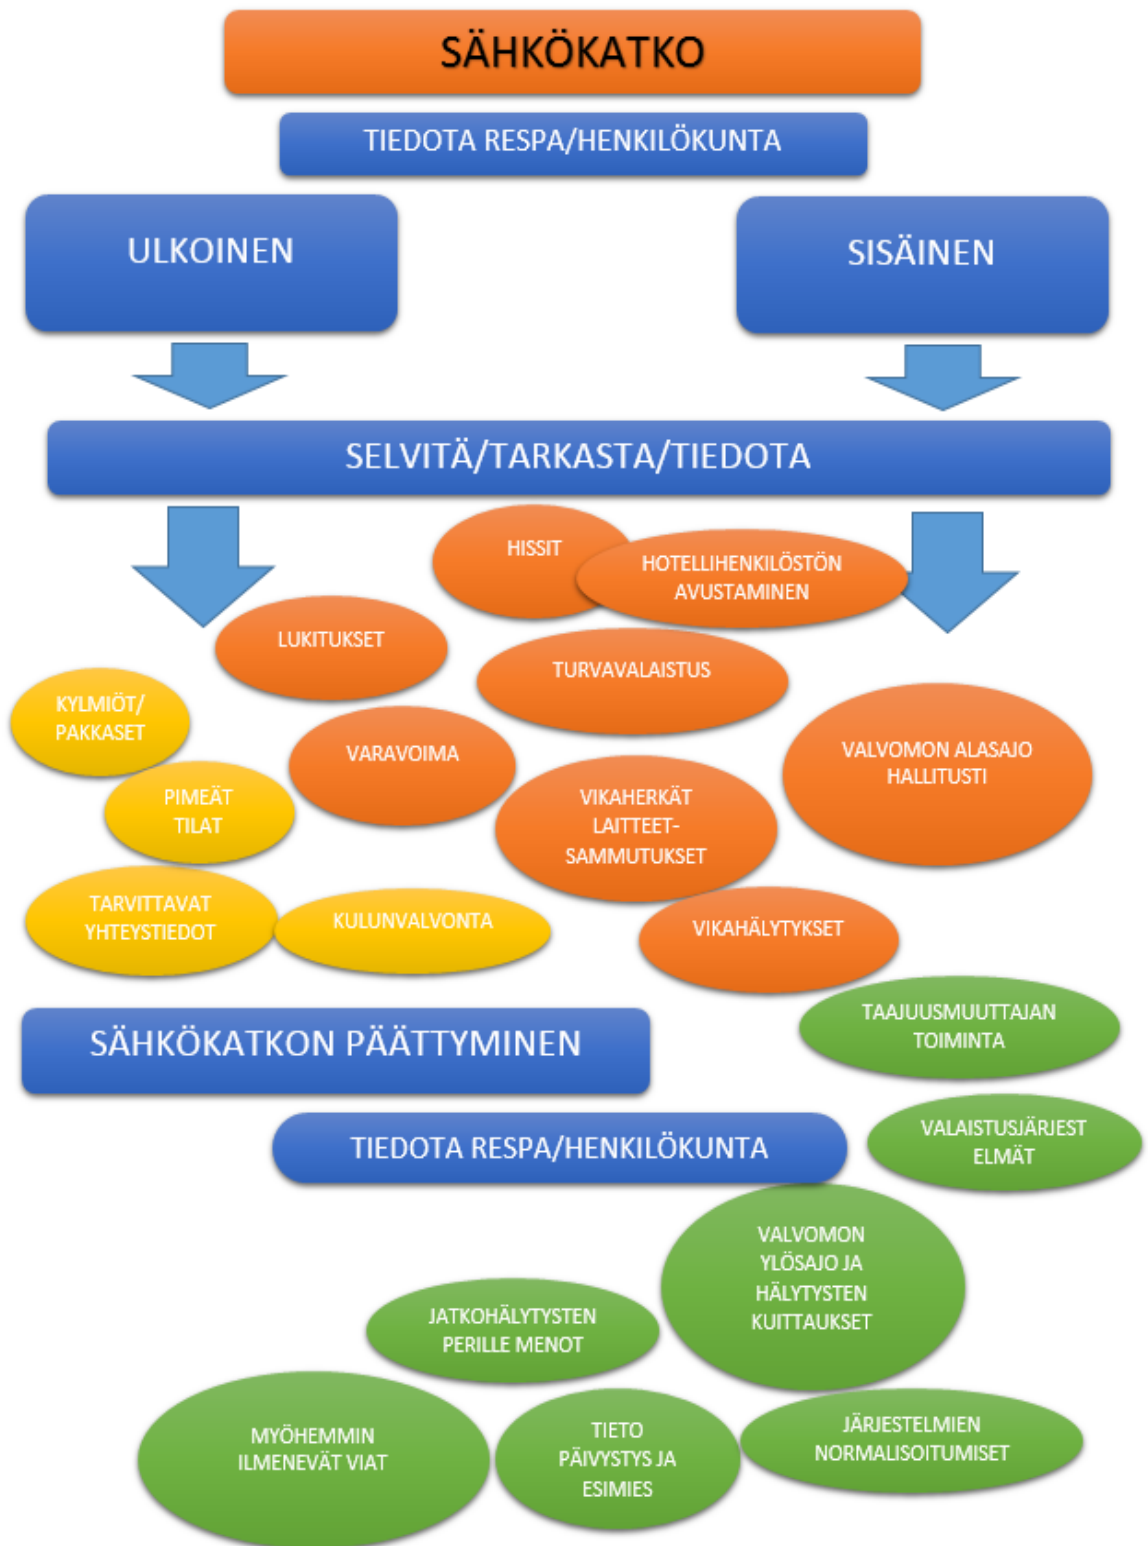 SÄHKÖKATKO
TIEDOTA RESPA/HENKILÖKUNTA
ULKOINEN
SISÄINEN
SELVITÄ/TARKASTA/TIEDOTA
HISSIT
HOTELLIHENKILÖSTÖN
AVUSTAMINEN
LUKITUKSET
TURVAVALAISTUS
KYLMIÖT/
PAKKASET
VARAVOIMA
VALVOMON ALASAJO
HALLITUSTI
PIMEÄT
TILAT
VIKAHERKÄT
LAITTEET-
SAMMUTUKSET
TARVITTAVAT
YHTEYSTIEDOT
KULUNVALVONTA
VIKAHÄLYTYKSET
TAAJUUSMUUTTAJAN
TOIMINTA
SÄHKÖKATKON PÄÄTTYMINEN
TIEDOTA RESPA/HENKILÖKUNTA
VALAISTUSJÄRJEST
ELMÄT
VALVOMON
YLÖSAJO JA
HÄLYTYSTEN
KUITTAUKSET
JATKOHÄLYTYSTEN
PERILLE MENOT
MYÖHEMMIN
ILMENEVÄT VIAT
TIETO
PÄIVYSTYS JA
ESIMIES
JÄRJESTELMIEN
NORMALISOITUMISET